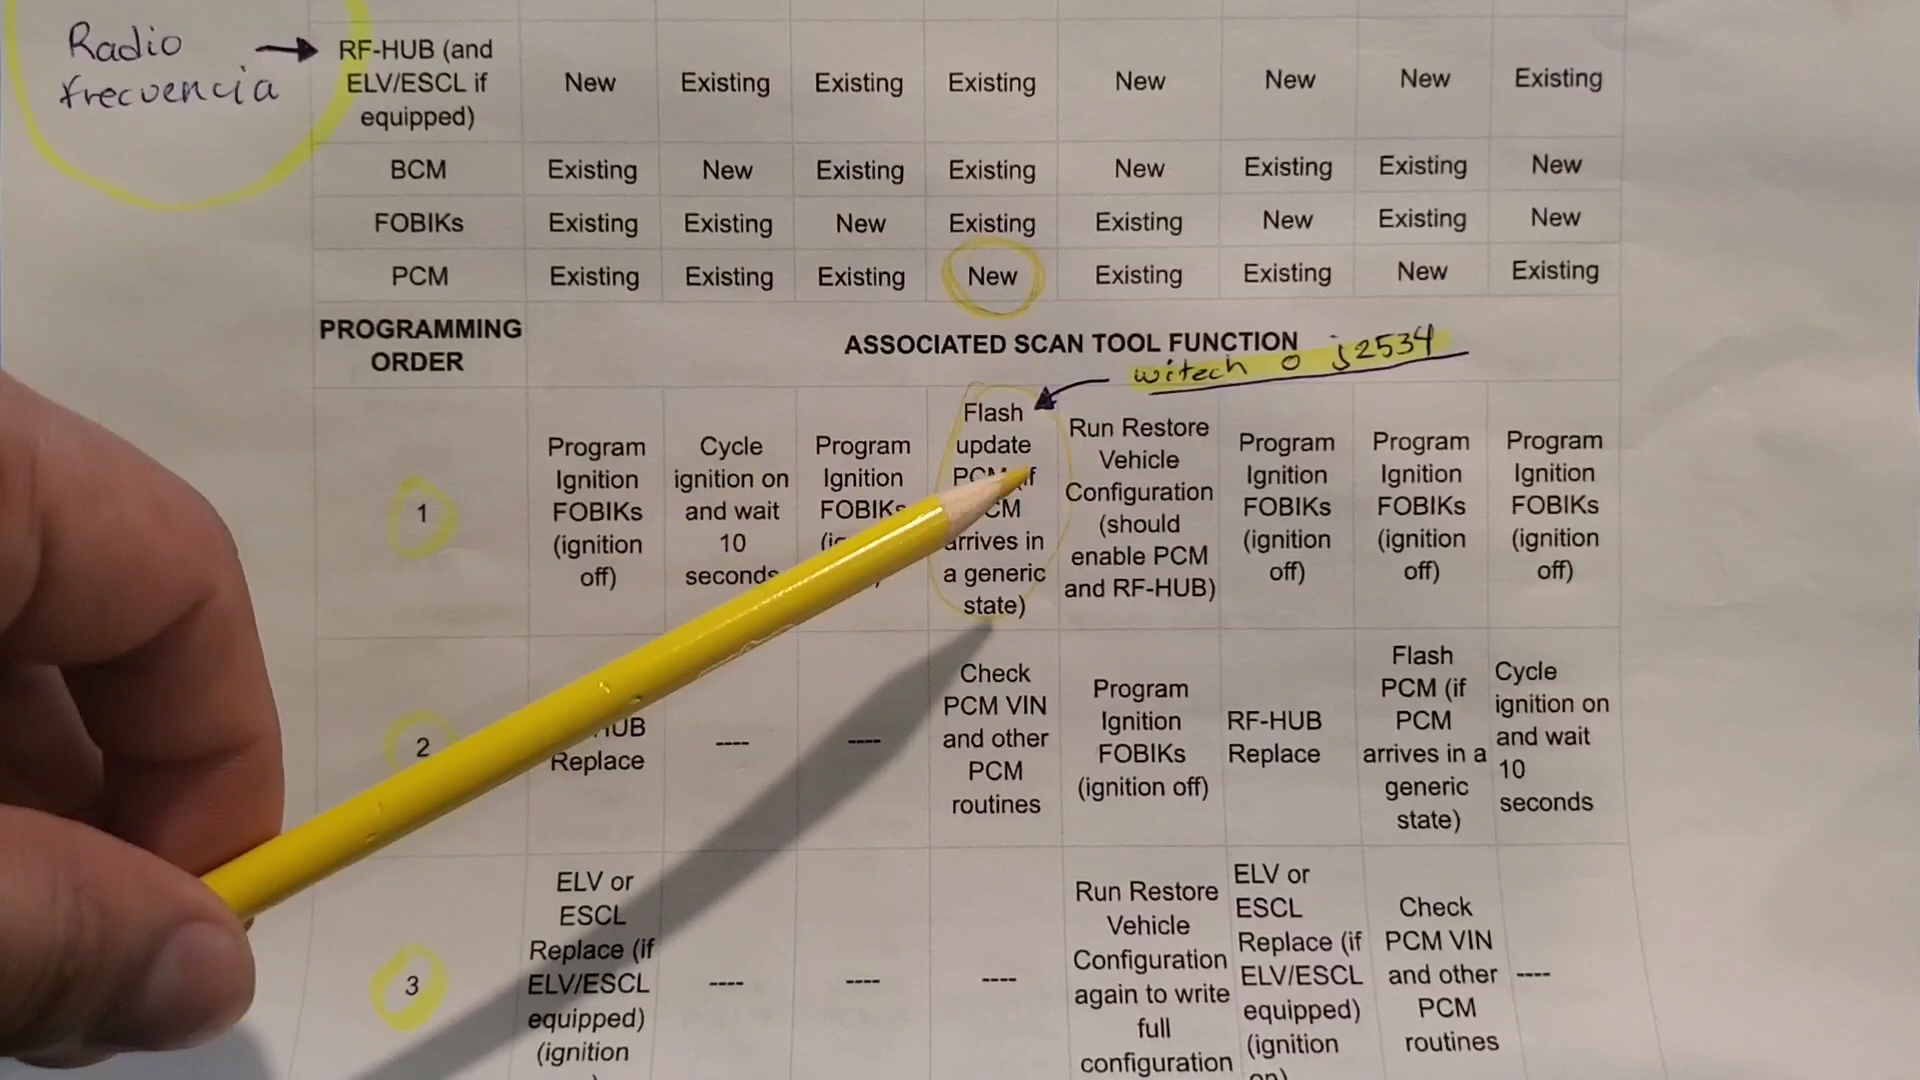 Radio
frecuencia
RF-HUB (and
ELV/ESCL if
equipped)
New
Existing
Existing
Existing
New
New
New
Existing
BCM
Existing
New
Existing
Existing
New
Existing
Existing
New
FOBIKs
Existing
Existing
New
Existing
Existing
New
Existing
New
PCM
Existing
Existing
Existing
New
Existing
Existing
New
Existing
PROGRAMMING
ORDER
ASSOCIATED SCAN TOOL FUNCTION
witech o j2534
1
Program
Ignition
FOBIKs
(ignition
off)
Cycle
ignition on
and wait
10
seconds
Program
Ignition
FOBIKs
Flash
update
PCM (if
arrives in
a generic
state)
Run Restore
Vehicle
Configuration
(should
enable PCM
and RF-HUB)
Program
Ignition
FOBIKs
(ignition
off)
Program
Ignition
FOBIKs
(ignition
off)
Program
Ignition
FOBIKs
(ignition
off)
2
Replace
----
----
Check
PCM VIN
and other
PCM
routines
Program
Ignition
FOBIKs
(ignition off)
RF-HUB
Replace
Flash
PCM (if
PCM
arrives in a
generic
state)
Cycle
ignition on
and wait
10
seconds
3
ELV or
ESCL
Replace (if
ELV/ESCL
equipped)
(ignition
----
----
----
Run Restore
Vehicle
Configuration
again to write
full
configuration
ELV or
ESCL
Replace (if
ELV/ESCL
equipped)
(ignition
on)
Check
PCM VIN
and other
PCM
routines
----